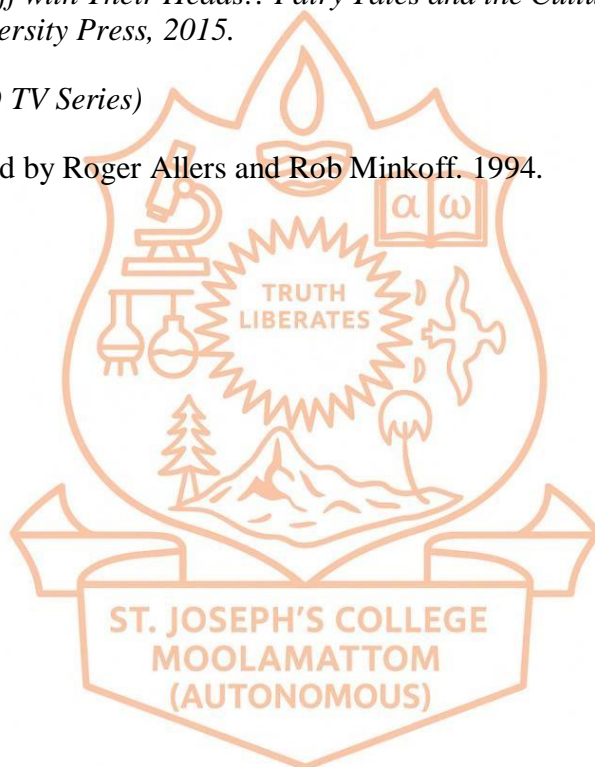 ff with Their Heads!: Fairy Tales and the Cultu
ersity Press, 2015.
TV Series)
d by Roger Allers and Rob Minkoff. 1994.
α ω
TRUTH
LIBERATES
ST. JOSEPH'S COLLEGE
MOOLAMATTOM
(AUTONOMOUS)